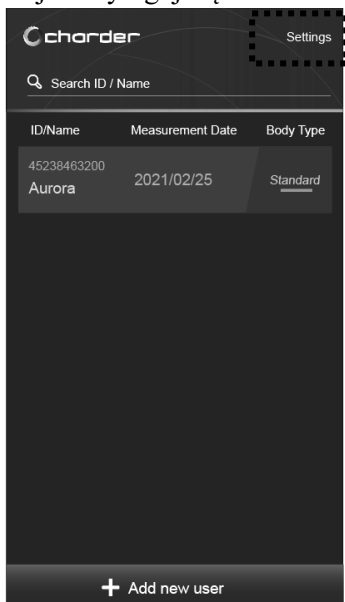 charder
Settings
Search ID / Name
ID/Name Measurement Date Body Type
45238463200
Aurora 2021/02/25 Standard
+ Add new user